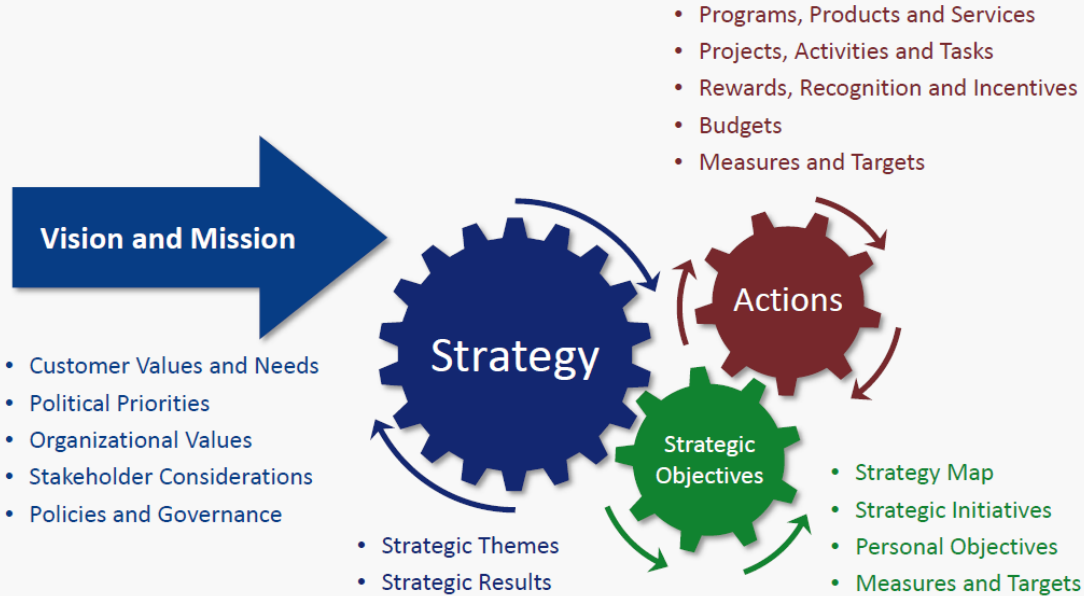 • Programs, Products and Services
• Projects, Activities and Tasks
• Rewards, Recognition and Incentives
• Budgets
• Measures and Targets
Vision and Mission
Strategy
Actions
Strategic
Objectives
• Customer Values and Needs
• Political Priorities
• Organizational Values
• Stakeholder Considerations
• Policies and Governance
• Strategic Themes
• Strategic Results
• Strategy Map
• Strategic Initiatives
• Personal Objectives
• Measures and Targets